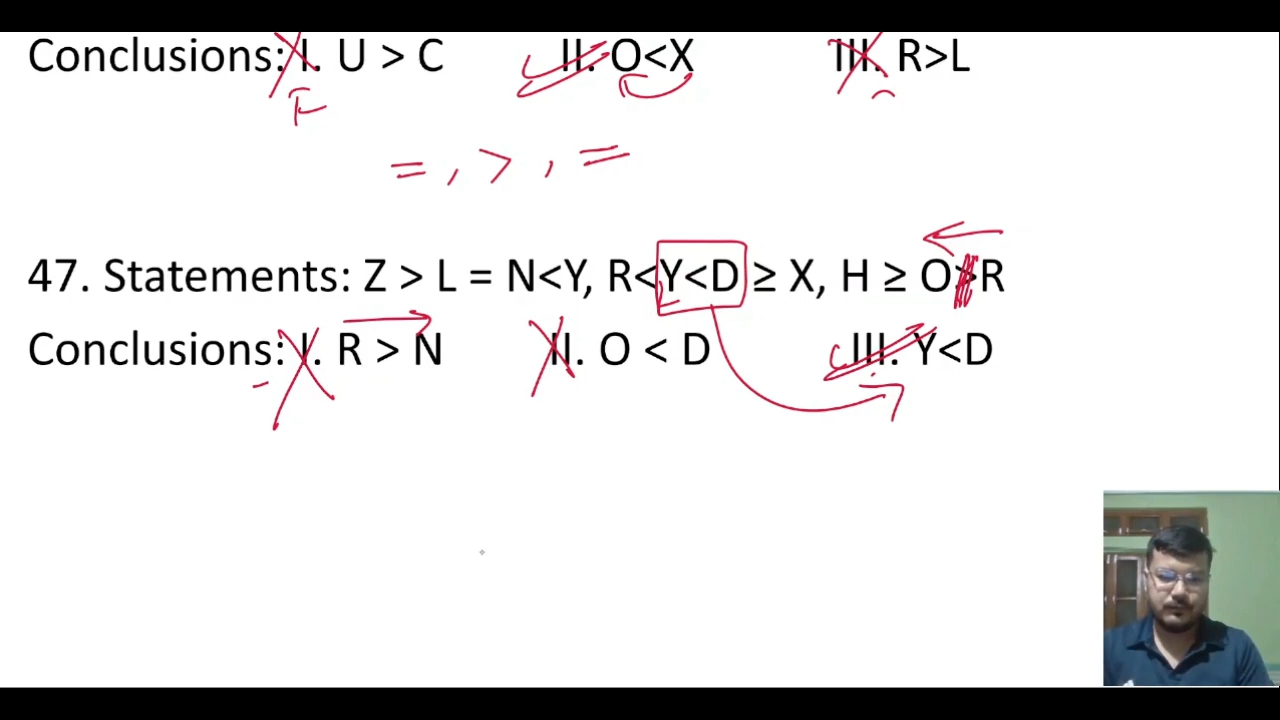 Conclusions: I. U > C II. O<X III. R>L
F
= , > , =
47. Statements: Z > L = N<Y, R<Y<D ≥ X, H ≥ O>R
Conclusions: I. R > N II. O < D III. Y<D